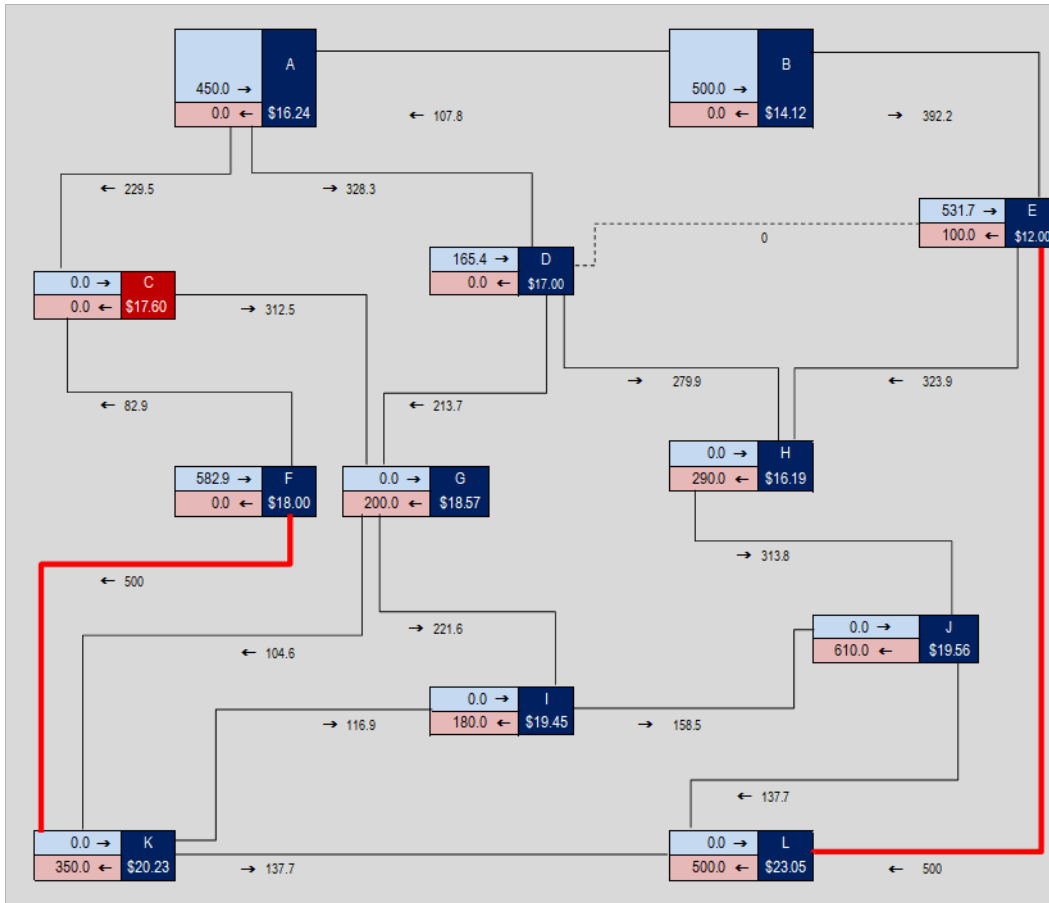 A
450.0 →
0.0 ← $16.24
B
500.0 →
0.0 ← $14.12
← 107.8
→ 392.2
← 229.5
→ 328.3
531.7 → E
100.0 ← $12.00
0
165.4 → D
0.0 ← $17.00
0.0 → C
0.0 ← $17.60
→ 312.5
→ 279.9
← 323.9
← 82.9
← 213.7
0.0 → H
290.0 ← $16.19
582.9 → F
0.0 ← $18.00
0.0 → G
200.0 ← $18.57
→ 313.8
← 500
→ 221.6
← 104.6
0.0 → J
610.0 ← $19.56
0.0 → I
180.0 ← $19.45
→ 116.9
→ 158.5
← 137.7
0.0 → K
350.0 ← $20.23
→ 137.7
0.0 → L
500.0 ← $23.05
← 500